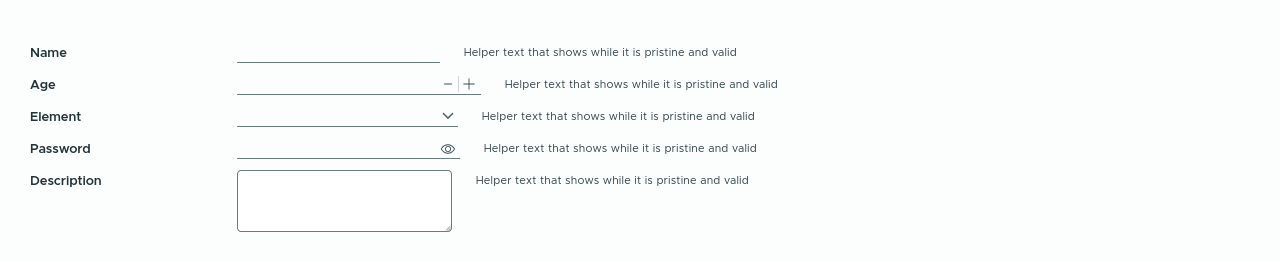 Name Helper text that shows while it is pristine and valid
Age Helper text that shows while it is pristine and valid
Element Helper text that shows while it is pristine and valid
Password Helper text that shows while it is pristine and valid
Description Helper text that shows while it is pristine and valid